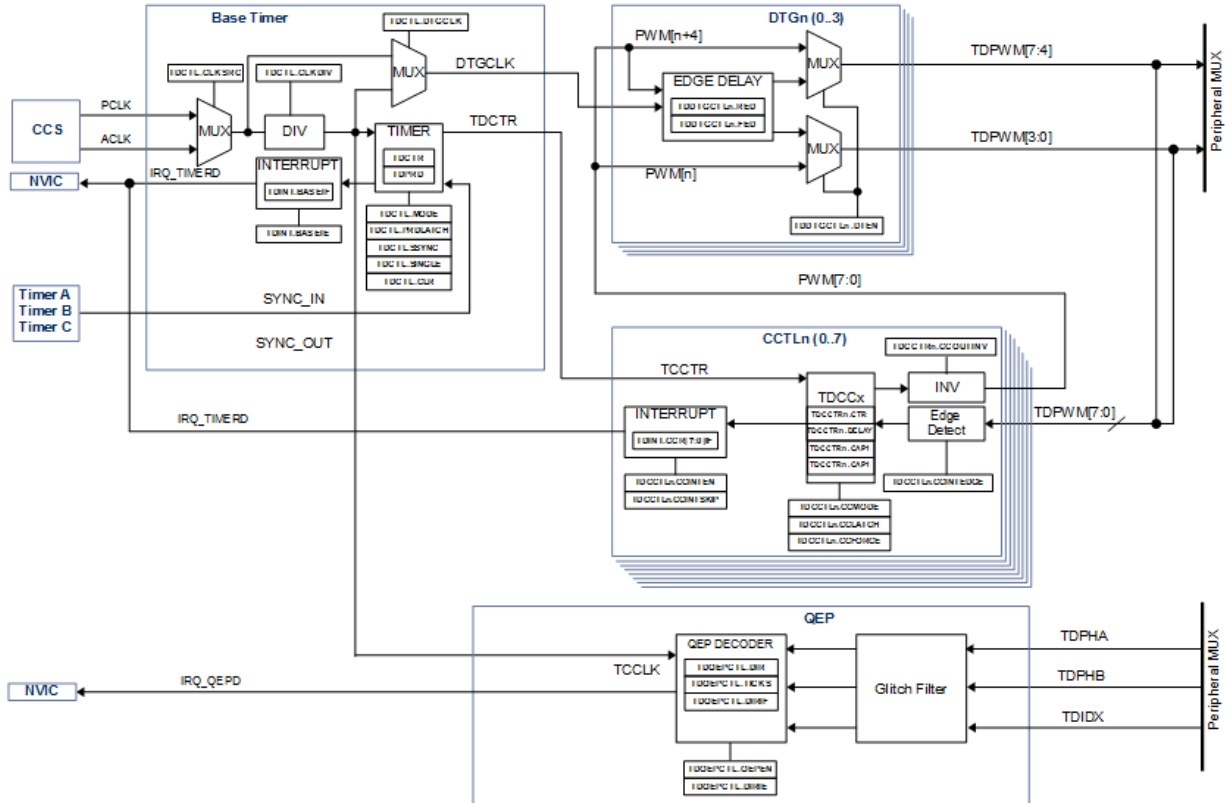 Base Timer
DTGn (0..3)
TDCTL.DTGCLK
PWM[n+4]
TDPWM[7:4]
MUX
DTGCLK
MUX
EDGE DELAY
TDCTL.CLKSRC
TDCTL.CLKDIV
TDDTGCTLn.RED
TDDTGCTLn.FED
PCLK
CCS
MUX
DIV
TIMER
TDCTR
MUX
TDPWM[3:0]
Peripheral MUX
ACLK
INTERRUPT
TDCTR
TDPRD
PWM[n]
NVIC
IRQ_TIMERD
TDINT.BASEIF
TDCTL.MODE
TDDTGCTLn.DTEN
TDINT.BASEIE
TDCTL.PRDLATCH
TDCTL.SSYNC
TDCTL.SINGLE
TDCTL.CLR
PWM[7:0]
Timer A
Timer B
Timer C
SYNC_IN
SYNC_OUT
CCTLn (0..7)
TDCCTRn.CCOUTINV
TCCTR
TDCCx
INV
IRQ_TIMERD
INTERRUPT
TDCCTRn.CTR
Edge
Detect
TDPWM[7:0]
TDCCTRn.DELAY
TDINT.CCR[7:0]IF
TDCCTRn.CAP1
TDCCTRn.CAP1
TDCCTLn.CCINTEN
TDCCTLn.CCINTEDGE
TDCCTLn.CCINTSKIP
TDCCTLn.CCMODE
TDCCTLn.CCLATCH
TDCCTLn.CCFORCE
QEP
QEP DECODER
TDPHA
TCCLK
TDQEPCTL.DIR
NVIC
IRQ_QEPD
TDQEPCTL.TICKS
Glitch Filter
TDPHB
Peripheral MUX
TDQEPCTL.DIRIF
TDIDX
TDQEPCTL.QEPEN
TDQEPCTL.DIRIE